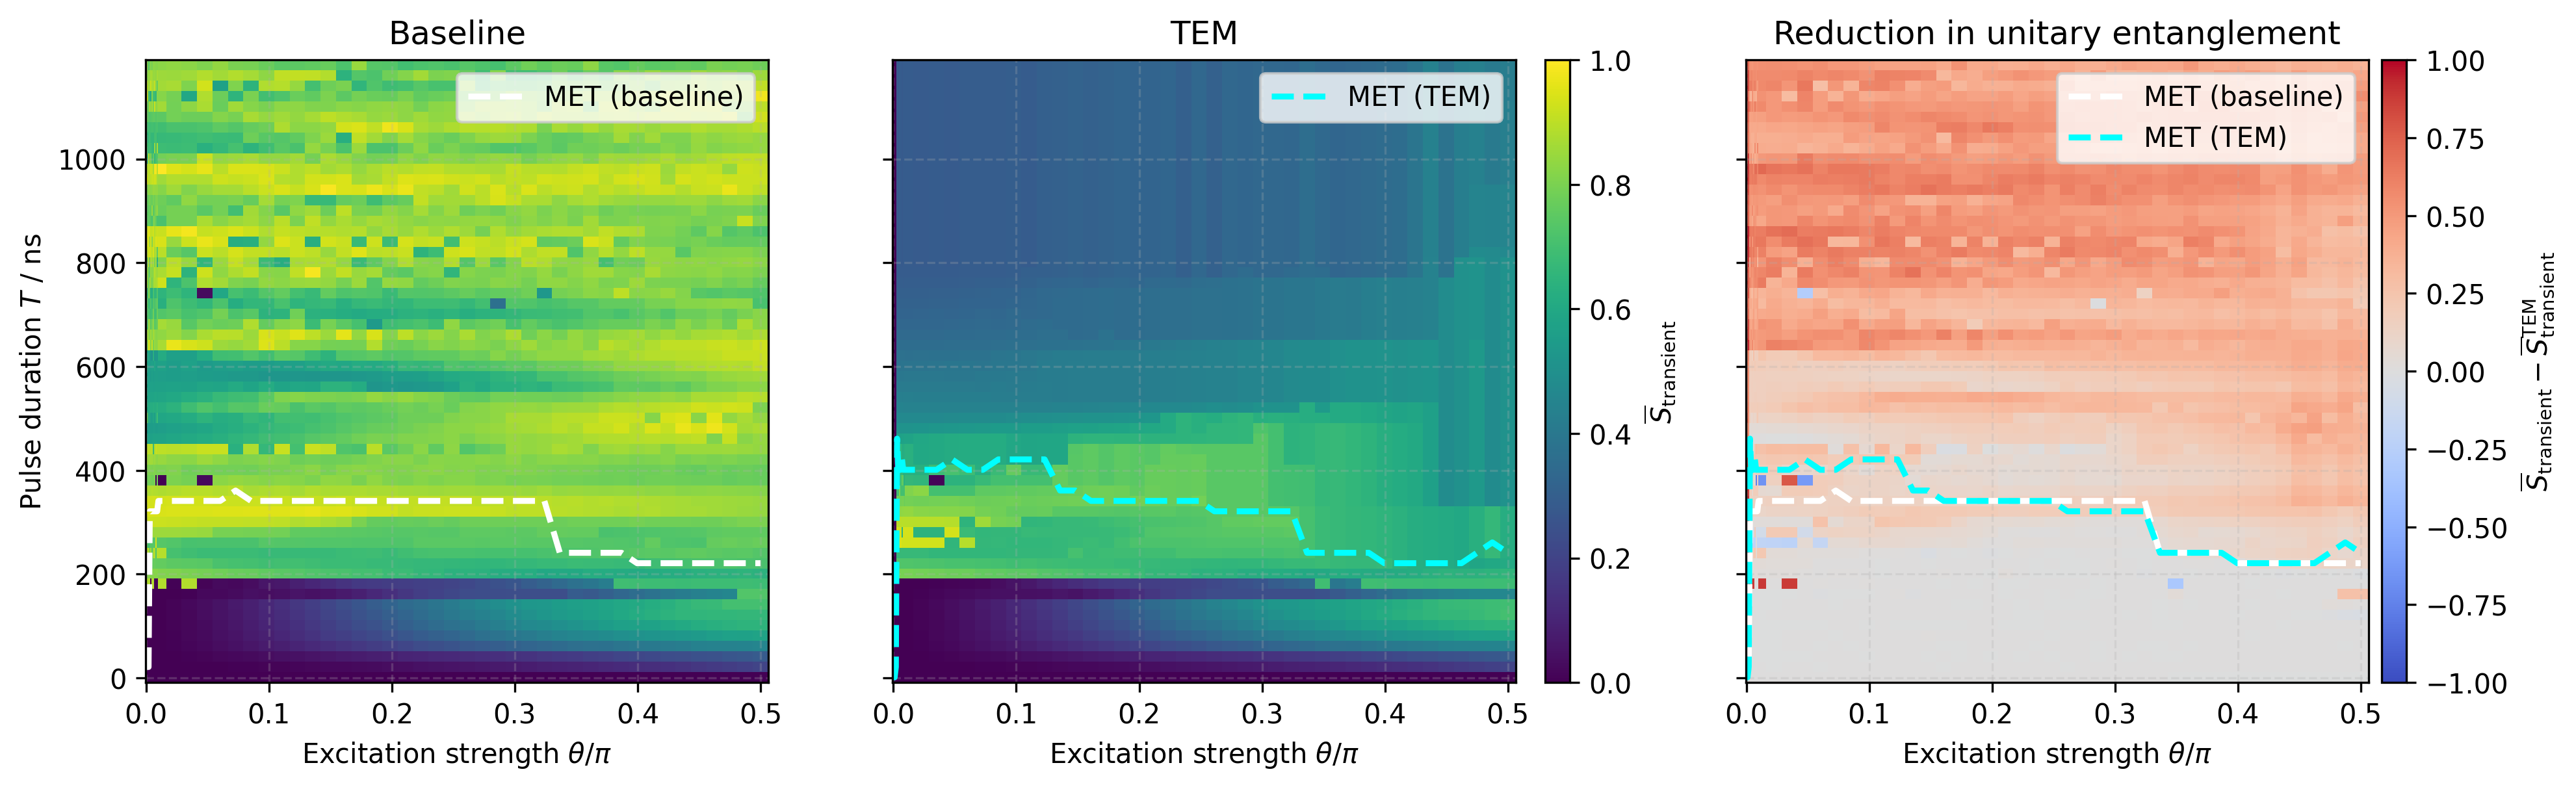 Baseline
MET (baseline)
1000
800
600
400
200
0
Pulse duration T / ns
0.0 0.1 0.2 0.3 0.4 0.5
Excitation strength θ/π
TEM
MET (TEM)
0.0 0.1 0.2 0.3 0.4 0.5
Excitation strength θ/π
1.0
0.8
0.6
0.4
0.2
0.0
S̅transient
Reduction in unitary entanglement
MET (baseline)
MET (TEM)
0.0 0.1 0.2 0.3 0.4 0.5
Excitation strength θ/π
1.00
0.75
0.50
0.25
0.00
−0.25
−0.50
−0.75
−1.00
S̅transient − S̅TEM transient